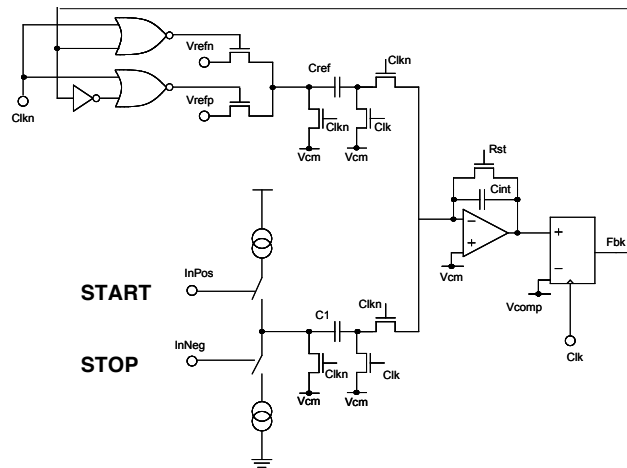 Vrefn
Cref
Clkn
Vrefp
Clkn
Clkn
Clk
Vcm
Vcm
Rst
Cint
InPos
START
Fbk
Vcm
Clkn
C1
Vcomp
InNeg
STOP
Clkn
Clk
Clk
Vcm
Vcm